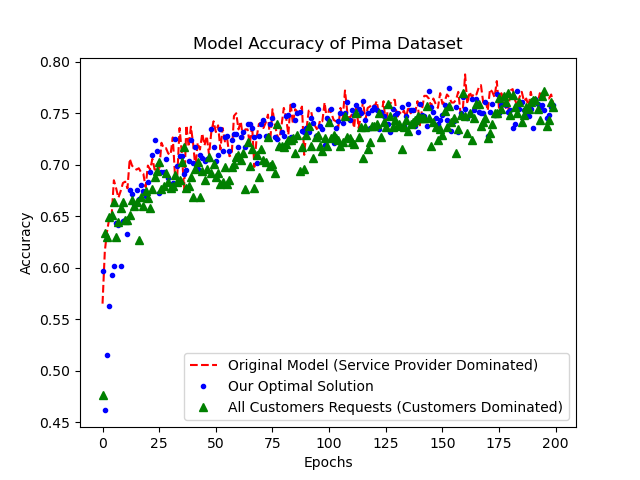 Model Accuracy of Pima Dataset
Accuracy
0.80
0.75
0.70
0.65
0.60
0.55
0.50
0.45
Original Model (Service Provider Dominated)
Our Optimal Solution
All Customers Requests (Customers Dominated)
0 25 50 75 100 125 150 175 200
Epochs